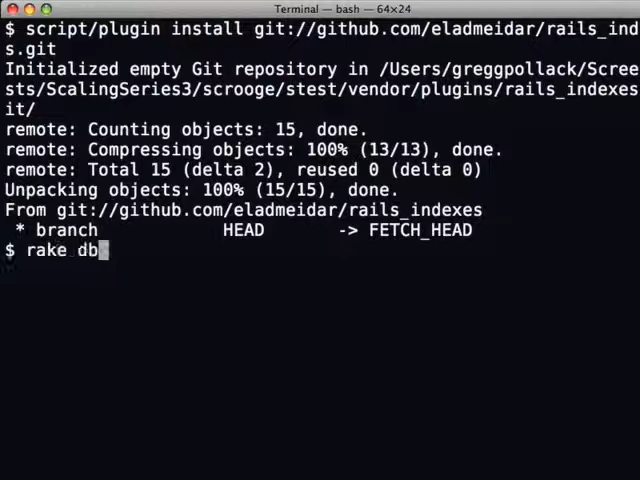 Terminal — bash — 64×24
$ script/plugin install git://github.com/eladmeidar/rails_ind
s.git
Initialized empty Git repository in /Users/greggpollack/Scree
sts/ScalingSeries3/scrooge/stest/vendor/plugins/rails_indexes
it/
remote: Counting objects: 15, done.
remote: Compressing objects: 100% (13/13), done.
remote: Total 15 (delta 2), reused 0 (delta 0)
Unpacking objects: 100% (15/15), done.
From git://github.com/eladmeidar/rails_indexes
* branch HEAD -> FETCH_HEAD
$ rake db